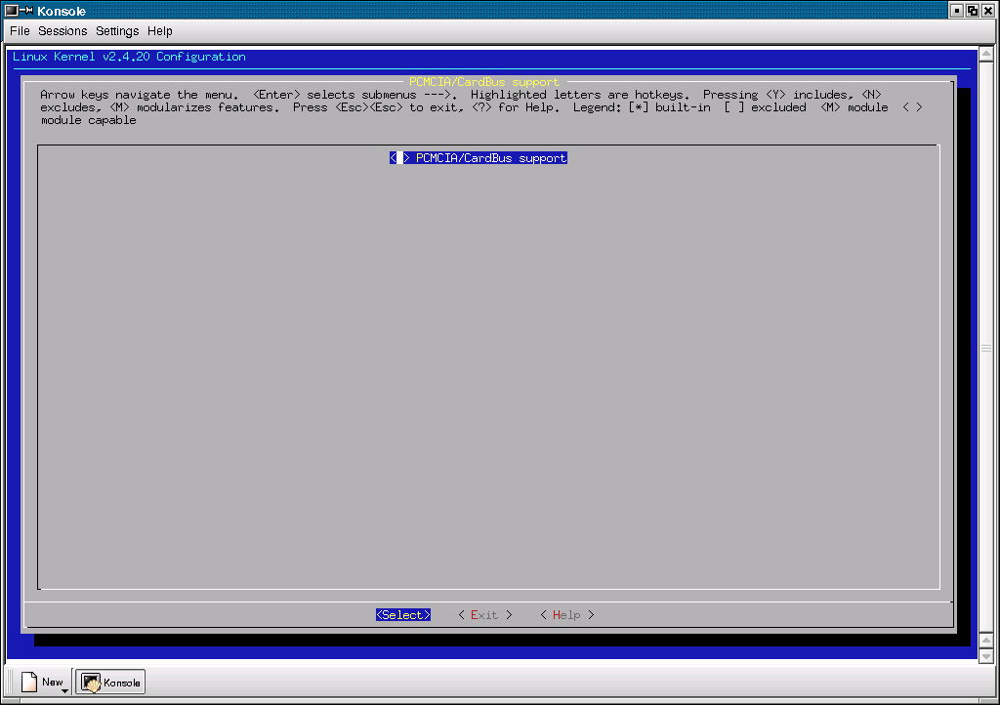 Konsole
File Sessions Settings Help
Linux Kernel v2.4.20 Configuration
PCMCIA/CardBus support
Arrow keys navigate the menu. <Enter> selects submenus --->. Highlighted letters are hotkeys. Pressing <Y> includes, <N>
excludes, <M> modularizes features. Press <Esc><Esc> to exit, <?> for Help. Legend: [*] built-in [ ] excluded <M> module < >
module capable
< > PCMCIA/CardBus support
<Select> < Exit > < Help >
New Konsole